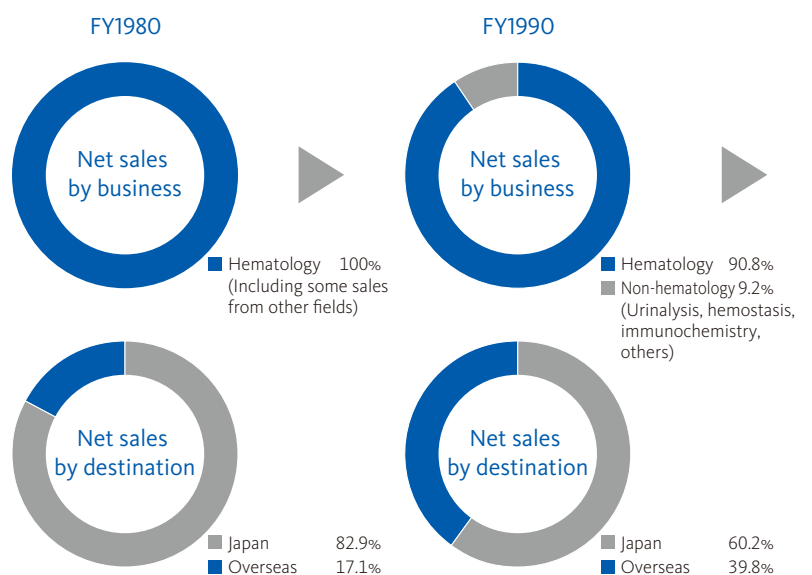 FY1980
Net sales
by business
Hematology 100%
(Including some sales
from other fields)
Net sales
by destination
Japan 82.9%
Overseas 17.1%
FY1990
Net sales
by business
Hematology 90.8%
Non-hematology 9.2%
(Urinalysis, hemostasis,
immunochemistry,
others)
Net sales
by destination
Japan 60.2%
Overseas 39.8%